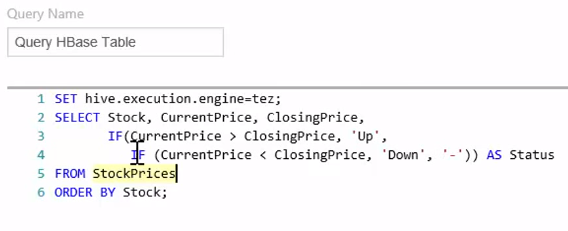 Query Name
Query HBase Table
1 SET hive.execution.engine=tez;
2 SELECT Stock, CurrentPrice, ClosingPrice,
3 IF(CurrentPrice > ClosingPrice, 'Up',
4 IF (CurrentPrice < ClosingPrice, 'Down', '-')) AS Status
5 FROM StockPrices
6 ORDER BY Stock;